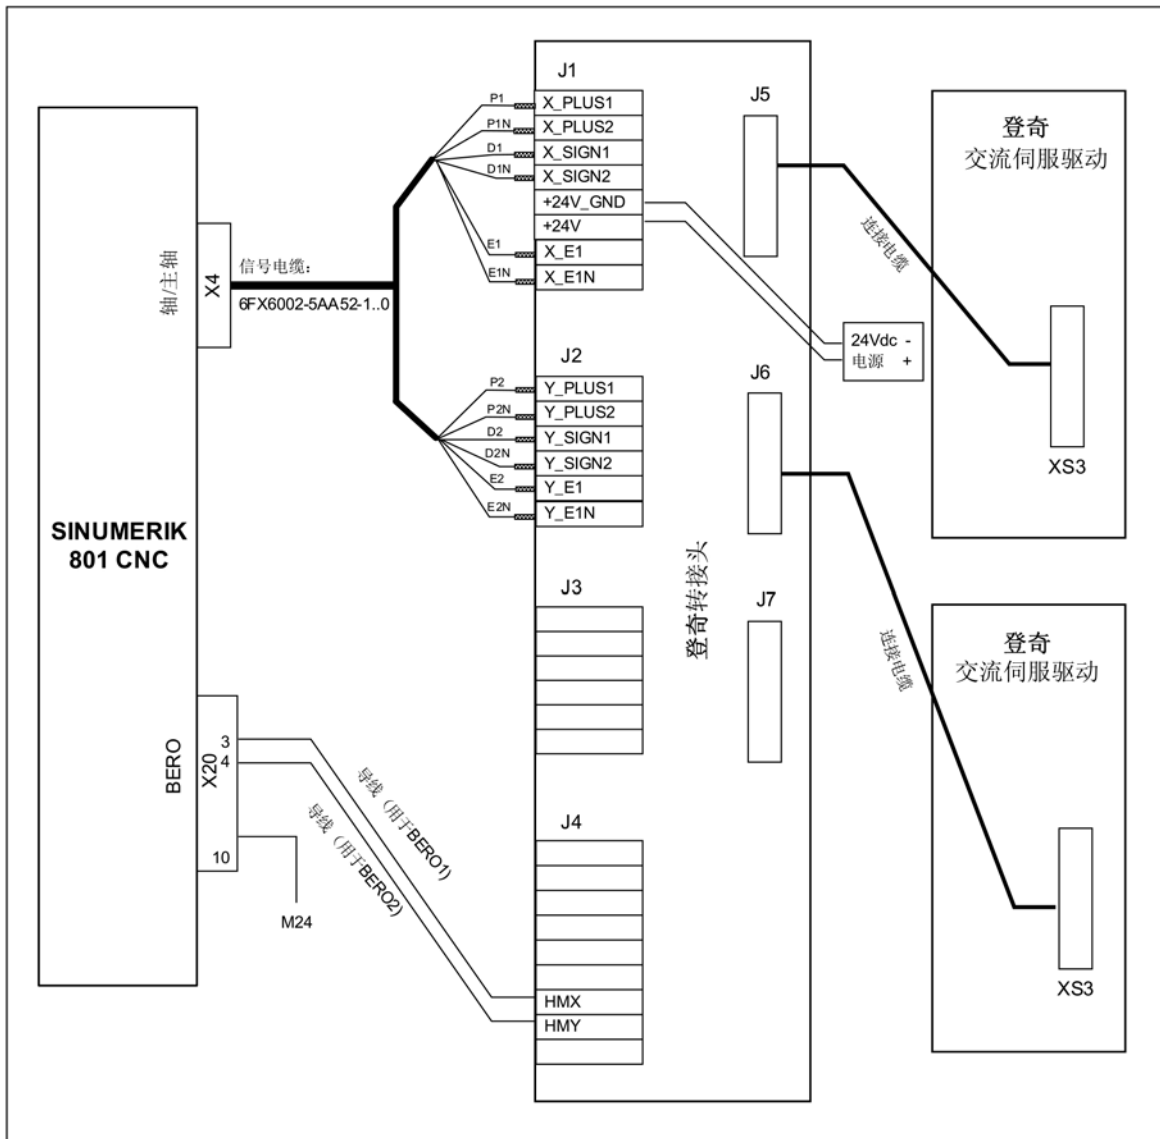 SINUMERIK
801 CNC
轴/主轴
X4
信号电缆:
6FX6002-5AA52-1..0
BERO
X20
3
4
10
M24
导线（用于BERO1)
导线（用于BERO2)
P1
P1N
D1
D1N
E1
E1N
J1
X_PLUS1
X_PLUS2
X_SIGN1
X_SIGN2
+24V_GND
+24V
X_E1
X_E1N
P2
P2N
D2
D2N
E2
E2N
J2
Y_PLUS1
Y_PLUS2
Y_SIGN1
Y_SIGN2
Y_E1
Y_E1N
J3
J4
HMX
HMY
登奇转接头
J5
J6
J7
连接电缆
连接电缆
24Vdc -
电源 +
登奇
交流伺服驱动
XS3
登奇
交流伺服驱动
XS3